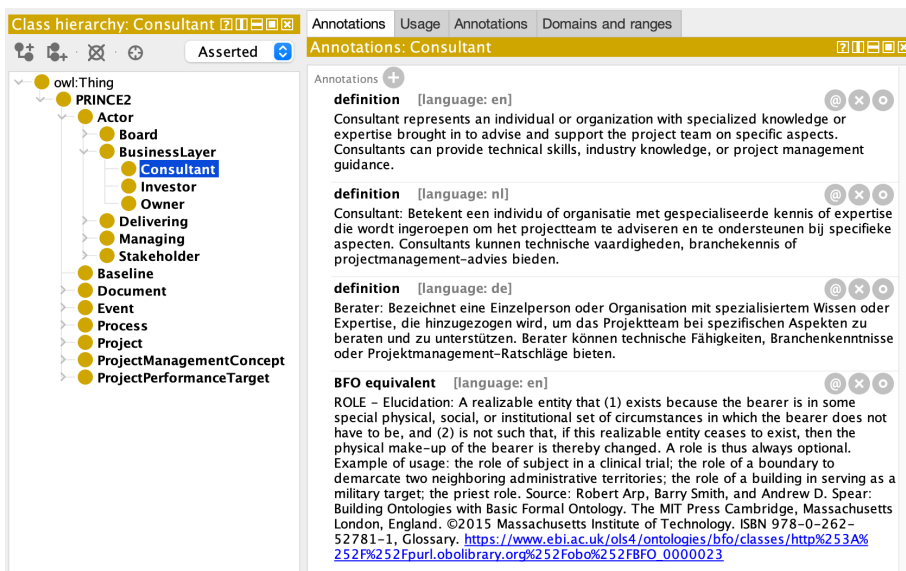 Class hierarchy: Consultant
Asserted
owl:Thing
PRINCE2
Actor
Board
BusinessLayer
Consultant
Investor
Owner
Delivering
Managing
Stakeholder
Baseline
Document
Event
Process
Project
ProjectManagementConcept
ProjectPerformanceTarget
Annotations Usage Annotations Domains and ranges
Annotations: Consultant
Annotations
definition [language: en]
Consultant represents an individual or organization with specialized knowledge or
expertise brought in to advise and support the project team on specific aspects.
Consultants can provide technical skills, industry knowledge, or project management
guidance.
definition [language: nl]
Consultant: Betekent een individu of organisatie met gespecialiseerde kennis of expertise
die wordt ingeroepen om het projectteam te adviseren en te ondersteunen bij specifieke
aspecten. Consultants kunnen technische vaardigheden, branchekennis of
projectmanagement-advies bieden.
definition [language: de]
Berater: Bezeichnet eine Einzelperson oder Organisation mit spezialisiertem Wissen oder
Expertise, die hinzugezogen wird, um das Projektteam bei spezifischen Aspekten zu
beraten und zu unterstützen. Berater können technische Fähigkeiten, Branchenkenntnisse
oder Projektmanagement-Ratschläge bieten.
BFO equivalent [language: en]
ROLE - Elucidation: A realizable entity that (1) exists because the bearer is in some
special physical, social, or institutional set of circumstances in which the bearer does not
have to be, and (2) is not such that, if this realizable entity ceases to exist, then the
physical make-up of the bearer is thereby changed. A role is thus always optional.
Example of usage: the role of subject in a clinical trial; the role of a boundary to
demarcate two neighboring administrative territories; the role of a building in serving as a
military target; the priest role. Source: Robert Arp, Barry Smith, and Andrew D. Spear:
Building Ontologies with Basic Formal Ontology. The MIT Press Cambridge, Massachusetts
London, England. ©2015 Massachusetts Institute of Technology. ISBN 978-0-262-
52781-1, Glossary. https://www.ebi.ac.uk/ols4/ontologies/bfo/classes/http%253A%
252F%252Fpurl.obolibrary.org%252Fobo%252FBFO_0000023